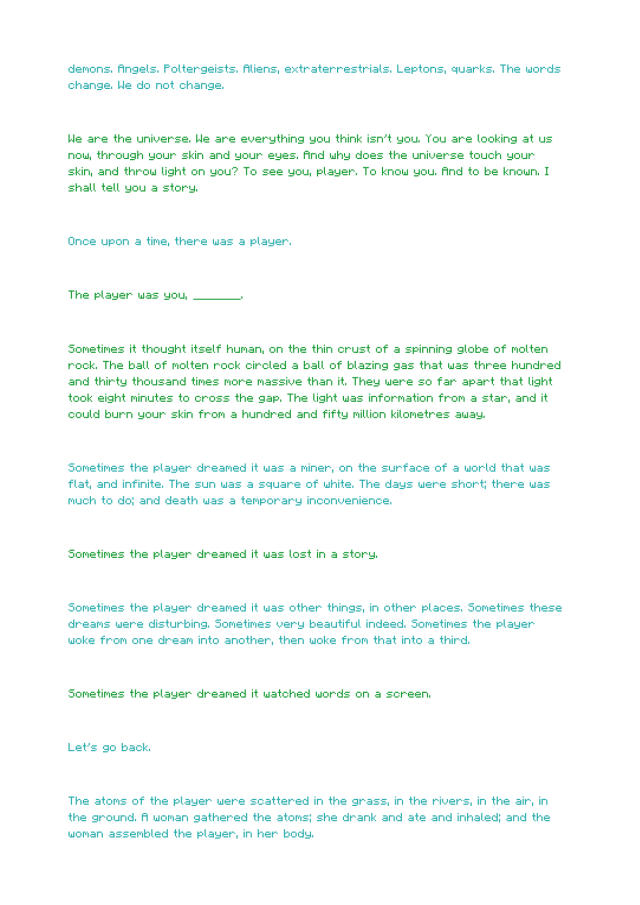 demons. Angels. Poltergeists. Aliens, extraterrestrials. Leptons, quarks. The words
change. We do not change.
We are the universe. We are everything you think isn't you. You are looking at us
now, through your skin and your eyes. And why does the universe touch your
skin, and throw light on you? To see you, player. To know you. And to be known. I
shall tell you a story.
Once upon a time, there was a player.
The player was you, ________.
Sometimes it thought itself human, on the thin crust of a spinning globe of molten
rock. The ball of molten rock circled a ball of blazing gas that was three hundred
and thirty thousand times more massive than it. They were so far apart that light
took eight minutes to cross the gap. The light was information from a star, and it
could burn your skin from a hundred and fifty million kilometres away.
Sometimes the player dreamed it was a miner, on the surface of a world that was
flat, and infinite. The sun was a square of white. The days were short; there was
much to do; and death was a temporary inconvenience.
Sometimes the player dreamed it was lost in a story.
Sometimes the player dreamed it was other things, in other places. Sometimes these
dreams were disturbing. Sometimes very beautiful indeed. Sometimes the player
woke from one dream into another, then woke from that into a third.
Sometimes the player dreamed it watched words on a screen.
Let's go back.
The atoms of the player were scattered in the grass, in the rivers, in the air, in
the ground. A woman gathered the atoms; she drank and ate and inhaled; and the
woman assembled the player, in her body.